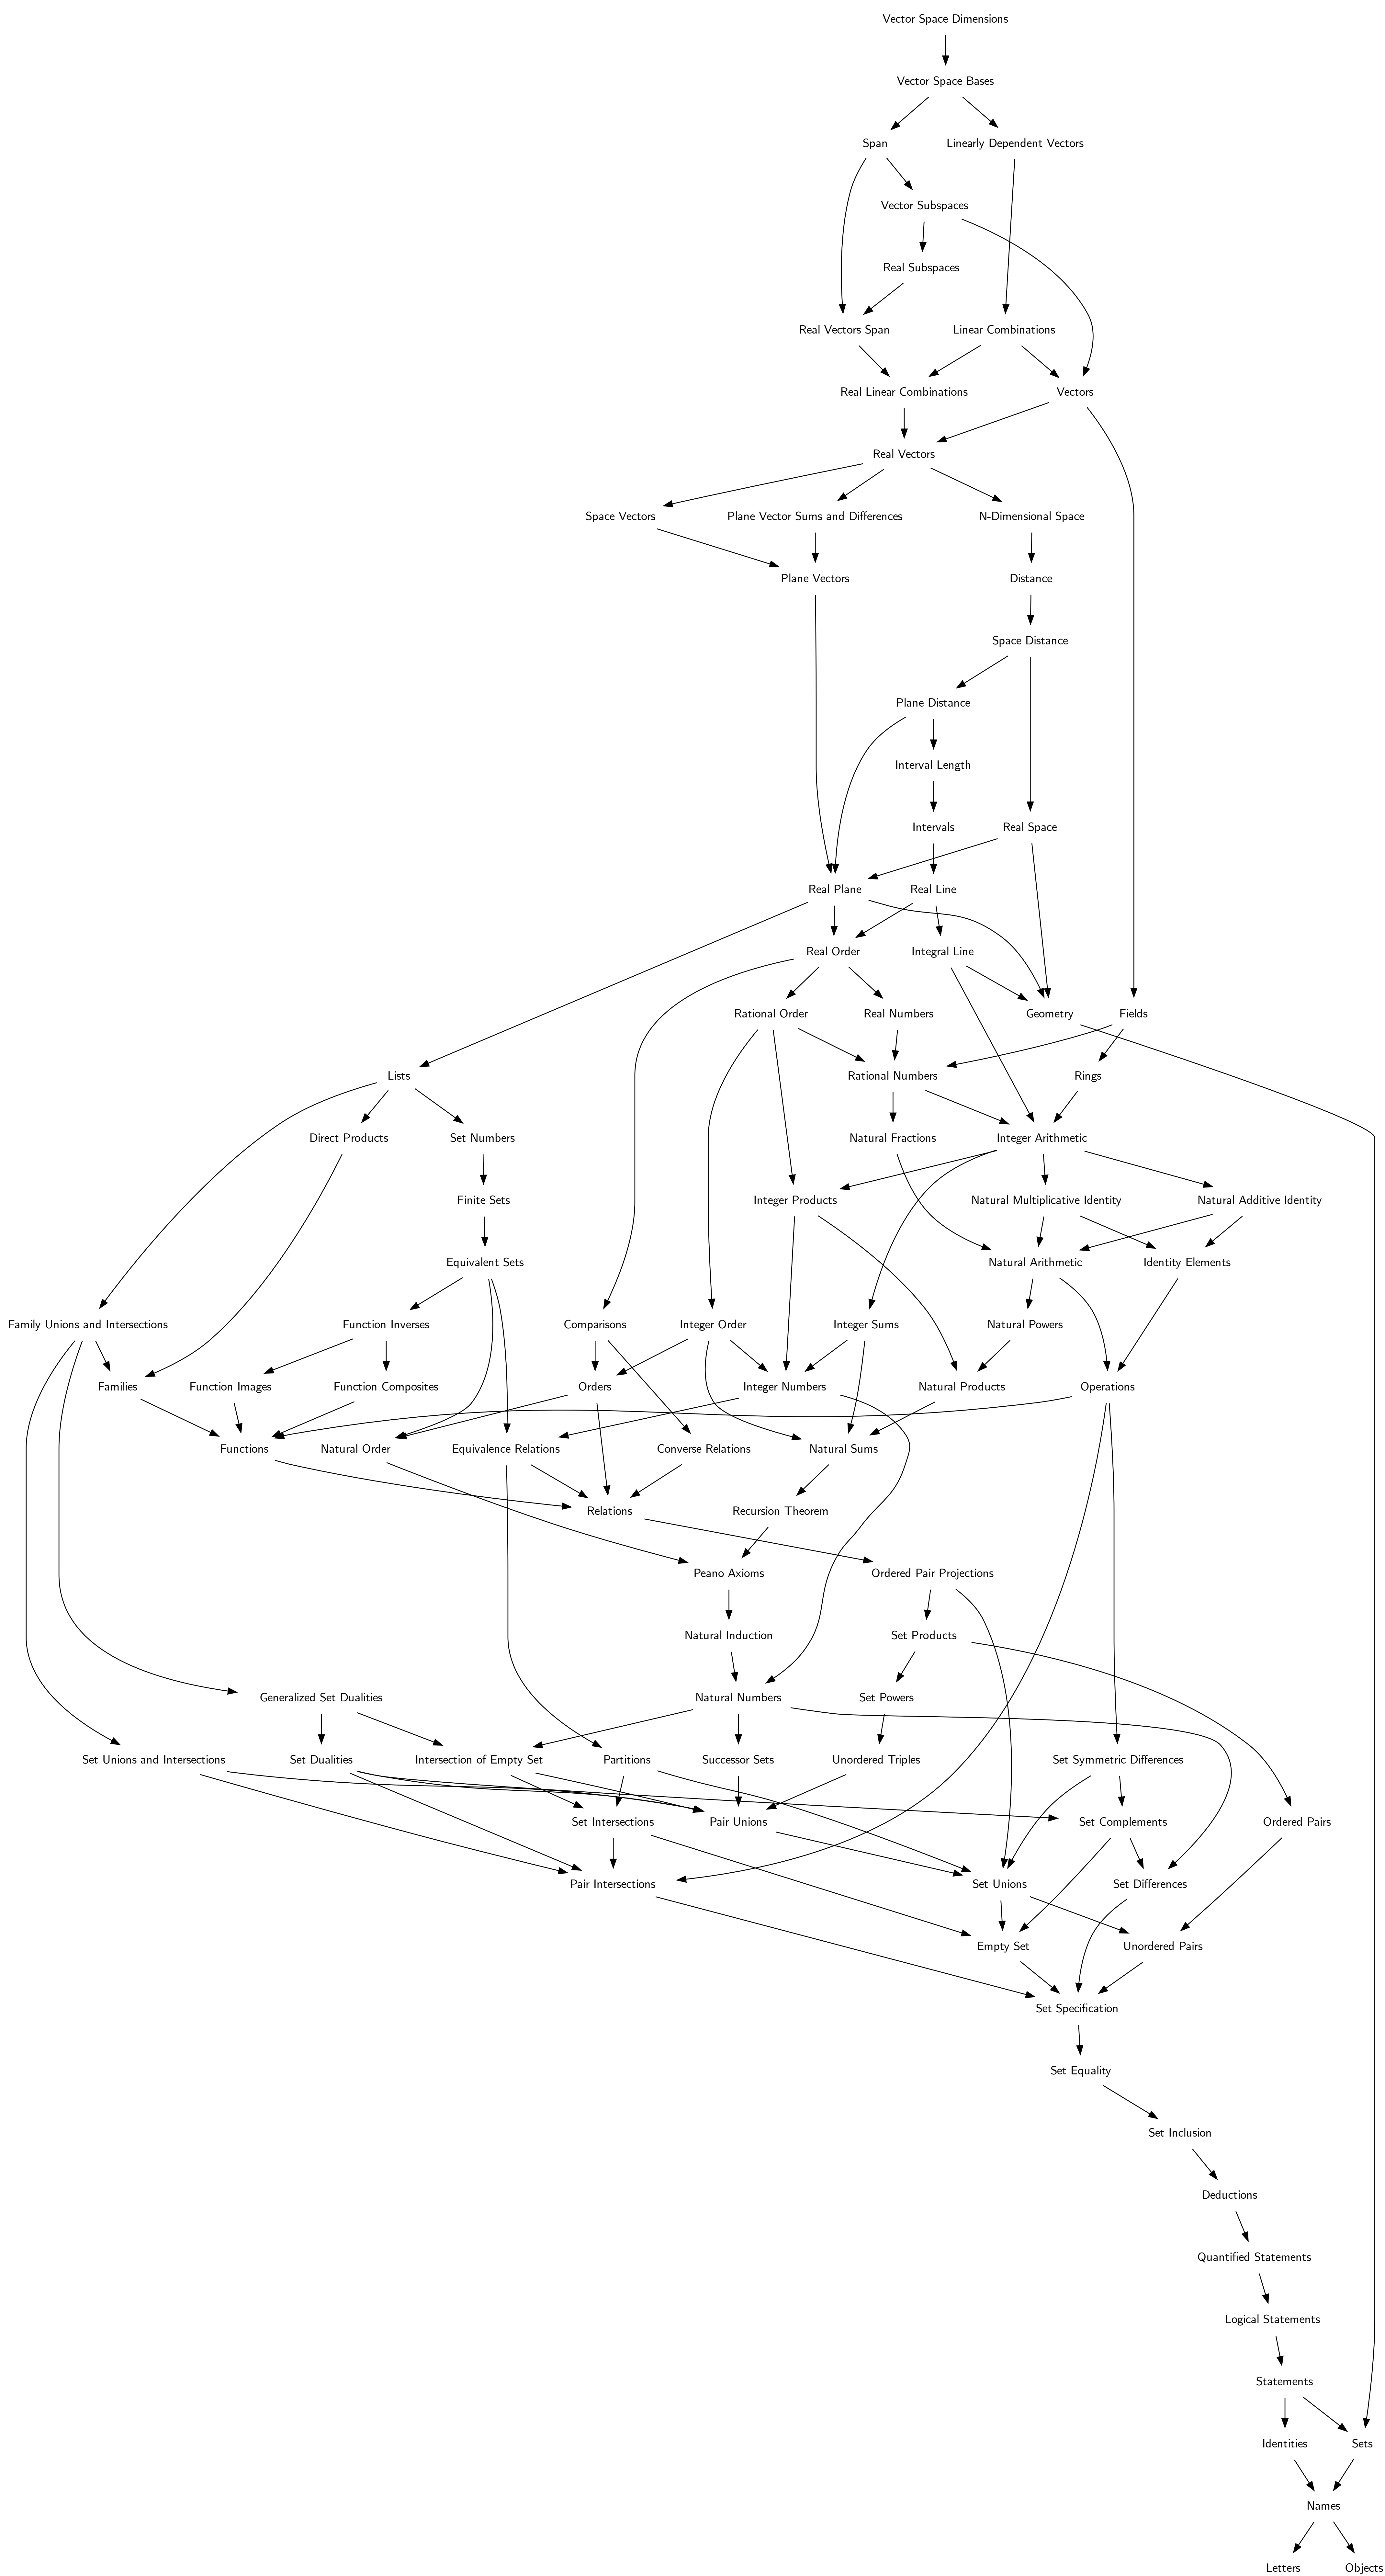 Vector Space Dimensions
Vector Space Bases
Span
Linearly Dependent Vectors
Vector Subspaces
Real Subspaces
Real Vectors Span
Linear Combinations
Real Linear Combinations
Vectors
Real Vectors
Space Vectors
Plane Vector Sums and Differences
N-Dimensional Space
Plane Vectors
Distance
Space Distance
Plane Distance
Interval Length
Intervals
Real Space
Real Plane
Real Line
Real Order
Integral Line
Rational Order
Real Numbers
Geometry
Fields
Lists
Rational Numbers
Rings
Direct Products
Set Numbers
Natural Fractions
Integer Arithmetic
Finite Sets
Integer Products
Natural Multiplicative Identity
Natural Additive Identity
Equivalent Sets
Natural Arithmetic
Identity Elements
Family Unions and Intersections
Function Inverses
Comparisons
Integer Order
Integer Sums
Natural Powers
Families
Function Images
Function Composites
Orders
Integer Numbers
Natural Products
Operations
Functions
Natural Order
Equivalence Relations
Converse Relations
Natural Sums
Relations
Recursion Theorem
Peano Axioms
Ordered Pair Projections
Natural Induction
Set Products
Generalized Set Dualities
Natural Numbers
Set Powers
Set Unions and Intersections
Set Dualities
Intersection of Empty Set
Partitions
Successor Sets
Unordered Triples
Set Symmetric Differences
Set Intersections
Pair Unions
Set Complements
Ordered Pairs
Pair Intersections
Set Unions
Set Differences
Empty Set
Unordered Pairs
Set Specification
Set Equality
Set Inclusion
Deductions
Quantified Statements
Logical Statements
Statements
Identities
Sets
Names
Letters
Objects